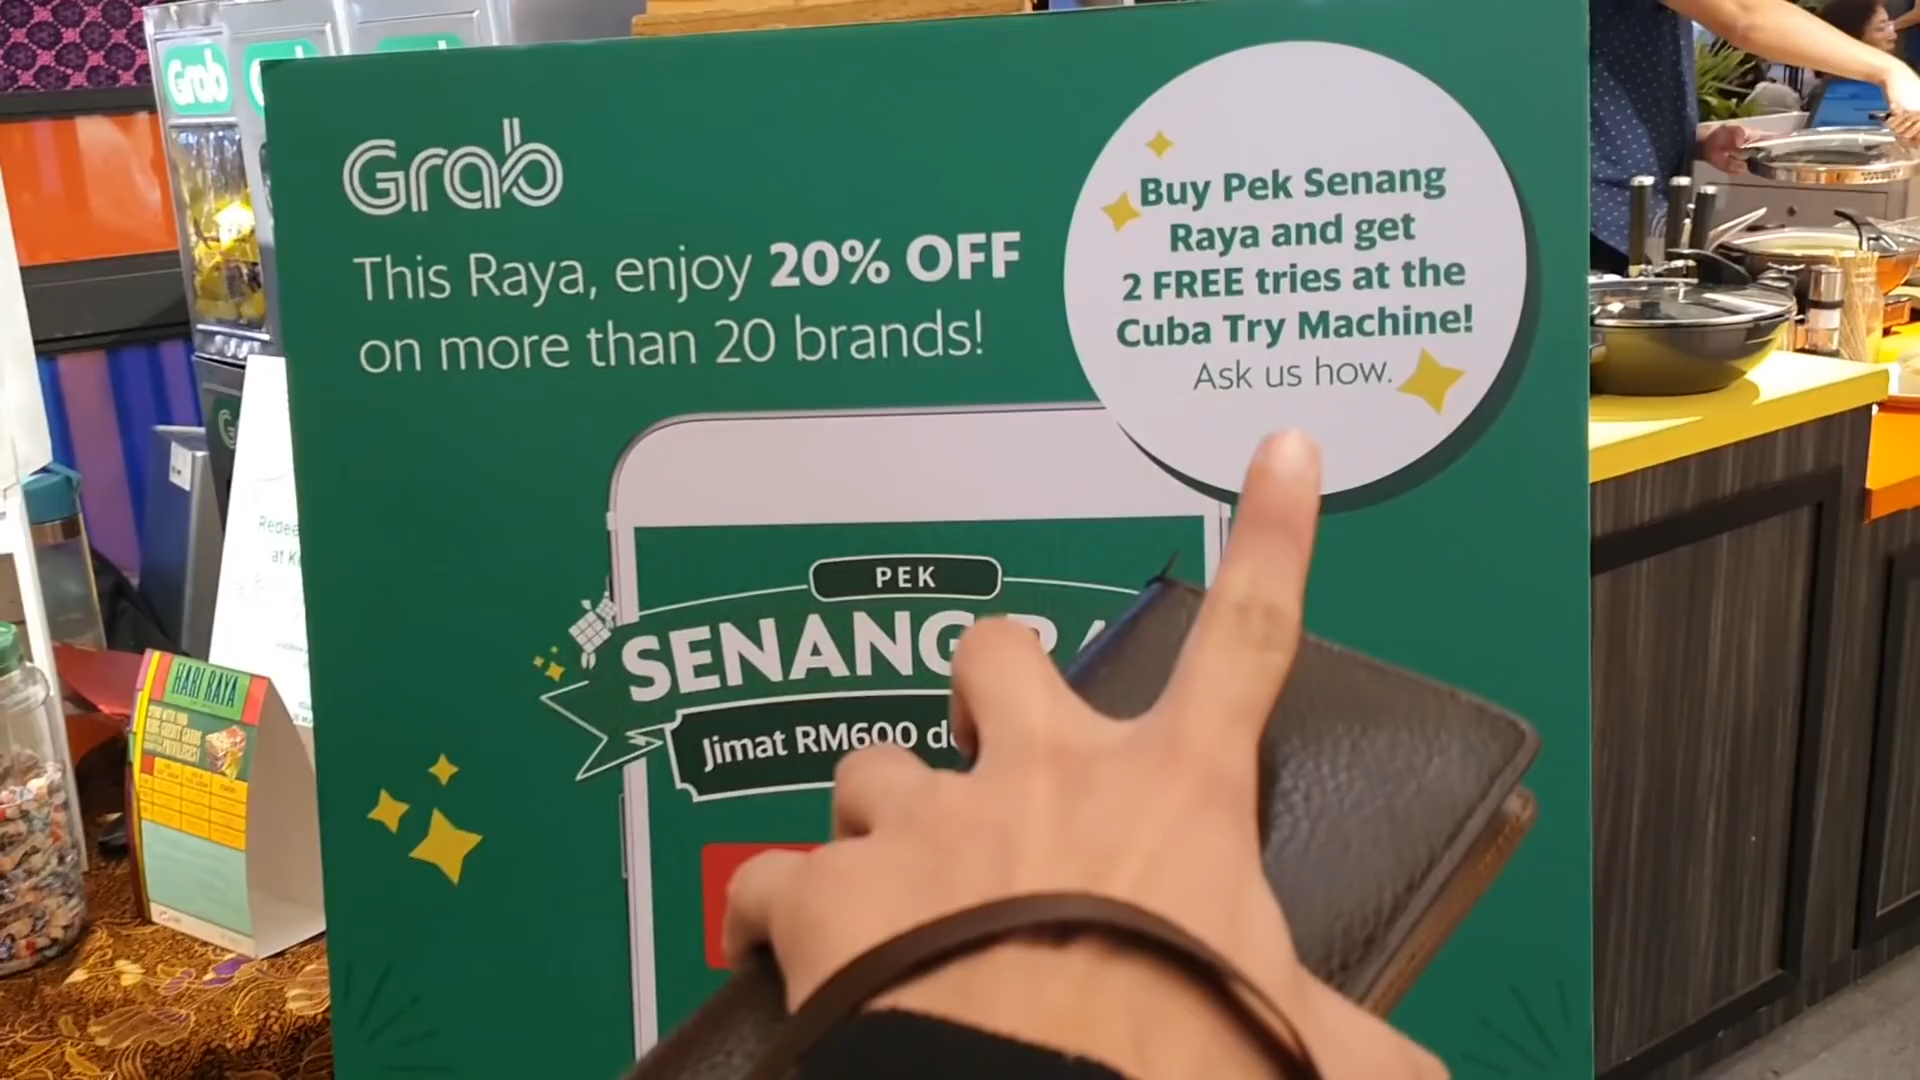 Grab
Grab
This Raya, enjoy 20% OFF
on more than 20 brands!
Buy Pek Senang
Raya and get
2 FREE tries at the
Cuba Try Machine!
Ask us how.
PEK
SENANG
Jimat RM600
HARI RAYA